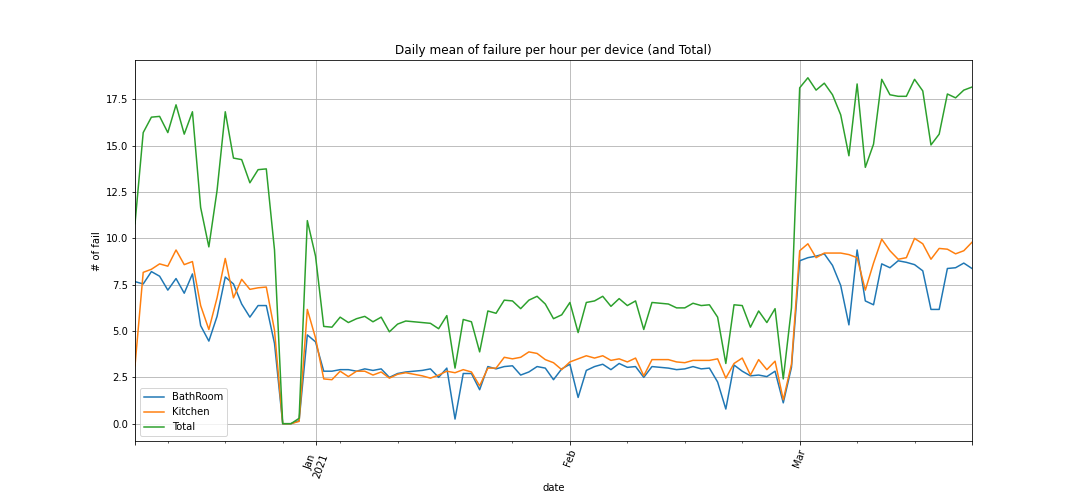 Daily mean of failure per hour per device (and Total)
# of fail
17.5
15.0
12.5
10.0
7.5
5.0
2.5
0.0
BathRoom
Kitchen
Total
Jan
2021
Feb
Mar
date